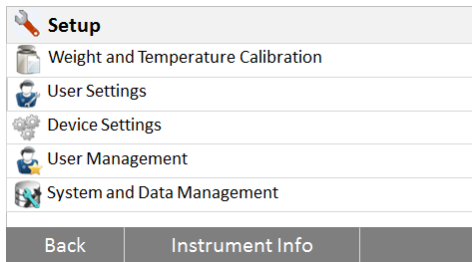 Setup
Weight and Temperature Calibration
User Settings
Device Settings
User Management
System and Data Management
Back Instrument Info